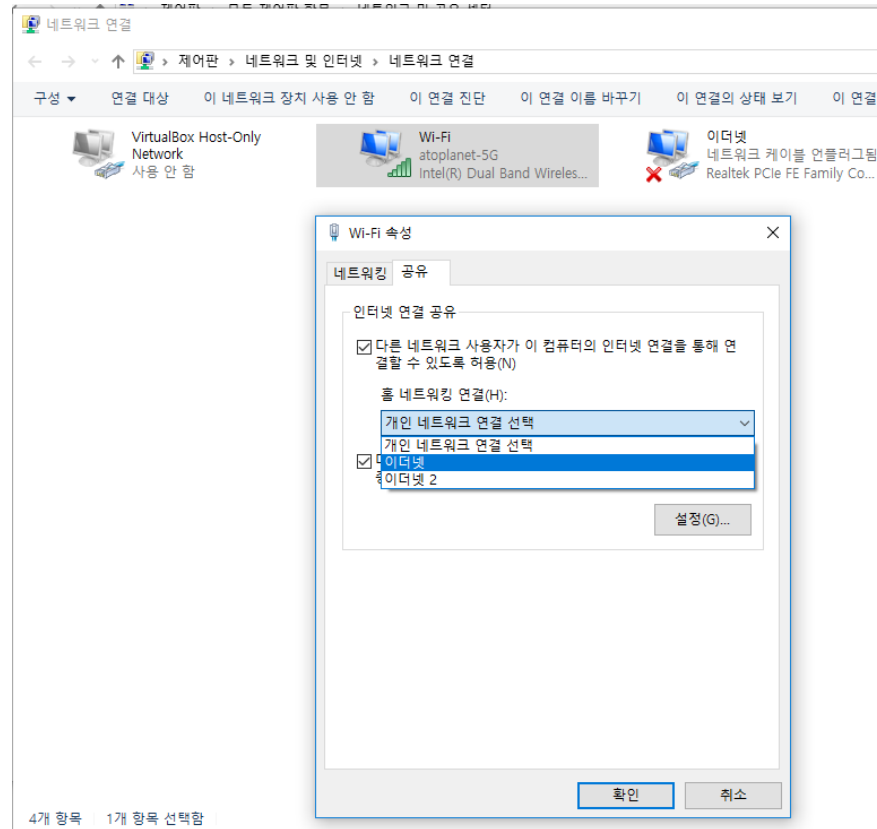 네트워크 연결
제어판 › 네트워크 및 인터넷 › 네트워크 연결
구성 연결 대상 이 네트워크 장치 사용 안 함 이 연결 진단 이 연결 이름 바꾸기 이 연결의 상태 보기 이 연결
VirtualBox Host-Only
Network
사용 안 함
Wi-Fi
atoplanet-5G
Intel(R) Dual Band Wireles...
이더넷
네트워크 케이블 언플러그됨
Realtek PCIe FE Family Co...
Wi-Fi 속성
네트워킹 공유
인터넷 연결 공유
다른 네트워크 사용자가 이 컴퓨터의 인터넷 연결을 통해 연
결할 수 있도록 허용(N)
홈 네트워킹 연결(H):
개인 네트워크 연결 선택
개인 네트워크 연결 선택
이더넷
이더넷 2
설정(G)...
확인 취소
4개 항목 1개 항목 선택함